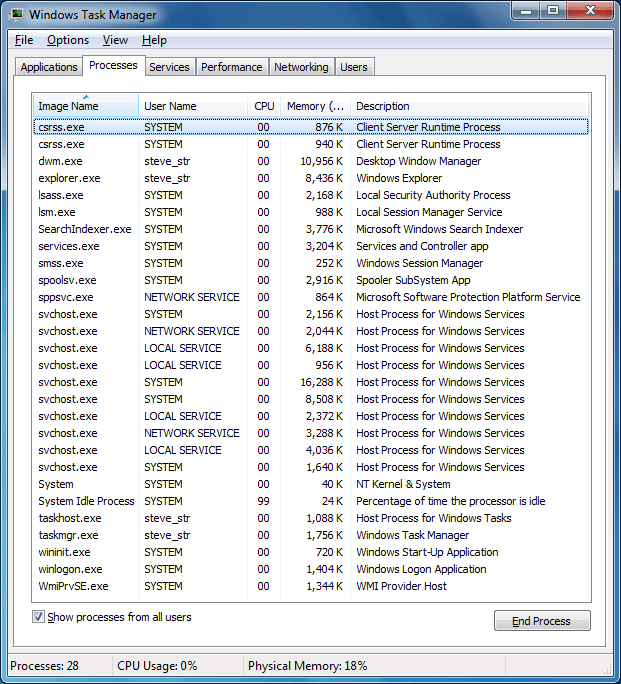 Windows Task Manager
File Options View Help
Applications Processes Services Performance Networking Users
Image Name User Name CPU Memory (... Description
csrss.exe SYSTEM 00 876 K Client Server Runtime Process
csrss.exe SYSTEM 00 940 K Client Server Runtime Process
dwm.exe steve_str 00 10,956 K Desktop Window Manager
explorer.exe steve_str 00 8,436 K Windows Explorer
lsass.exe SYSTEM 00 2,168 K Local Security Authority Process
lsm.exe SYSTEM 00 988 K Local Session Manager Service
SearchIndexer.exe SYSTEM 00 3,776 K Microsoft Windows Search Indexer
services.exe SYSTEM 00 3,204 K Services and Controller app
smss.exe SYSTEM 00 252 K Windows Session Manager
spoolsv.exe SYSTEM 00 2,916 K Spooler SubSystem App
sppsvc.exe NETWORK SERVICE 00 864 K Microsoft Software Protection Platform Service
svchost.exe SYSTEM 00 2,156 K Host Process for Windows Services
svchost.exe NETWORK SERVICE 00 2,044 K Host Process for Windows Services
svchost.exe LOCAL SERVICE 00 6,188 K Host Process for Windows Services
svchost.exe LOCAL SERVICE 00 956 K Host Process for Windows Services
svchost.exe SYSTEM 00 16,288 K Host Process for Windows Services
svchost.exe SYSTEM 00 8,508 K Host Process for Windows Services
svchost.exe LOCAL SERVICE 00 2,372 K Host Process for Windows Services
svchost.exe NETWORK SERVICE 00 3,288 K Host Process for Windows Services
svchost.exe LOCAL SERVICE 00 4,036 K Host Process for Windows Services
svchost.exe SYSTEM 00 1,640 K Host Process for Windows Services
System SYSTEM 00 40 K NT Kernel & System
System Idle Process SYSTEM 99 24 K Percentage of time the processor is idle
taskhost.exe steve_str 00 1,088 K Host Process for Windows Tasks
taskmgr.exe steve_str 00 1,756 K Windows Task Manager
wininit.exe SYSTEM 00 720 K Windows Start-Up Application
winlogon.exe SYSTEM 00 1,404 K Windows Logon Application
WmiPrvSE.exe SYSTEM 00 1,344 K WMI Provider Host
Show processes from all users
End Process
Processes: 28 CPU Usage: 0% Physical Memory: 18%